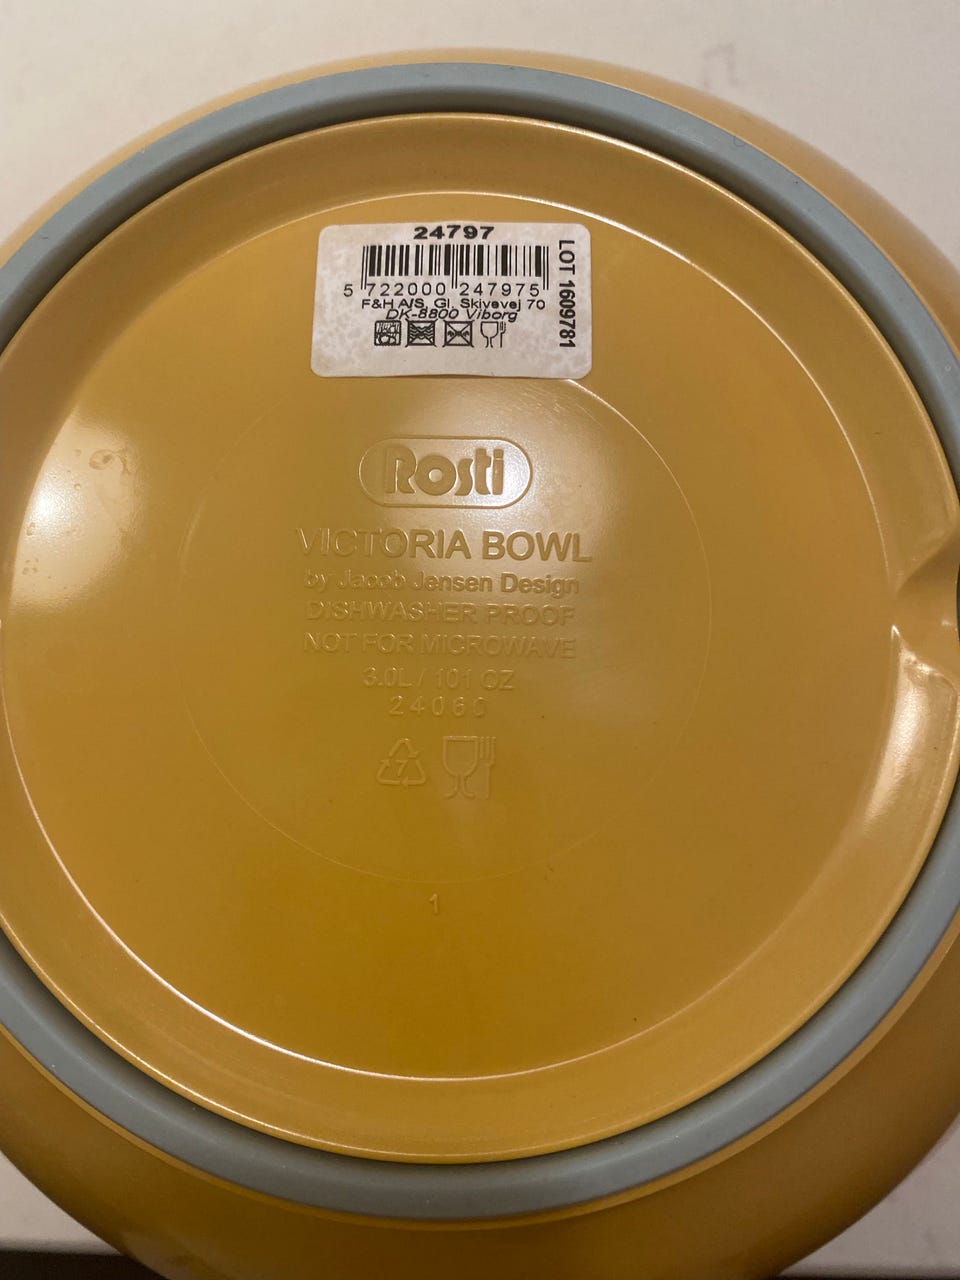 24797
5 722000 247975
F&H A/S, Gl. Skivevej 70
DK-8800 Viborg
LOT 1609781
Rosti
VICTORIA BOWL
by Jacob Jensen Design
DISHWASHER PROOF
NOT FOR MICROWAVE
3.0L / 101 OZ
24060
7
1